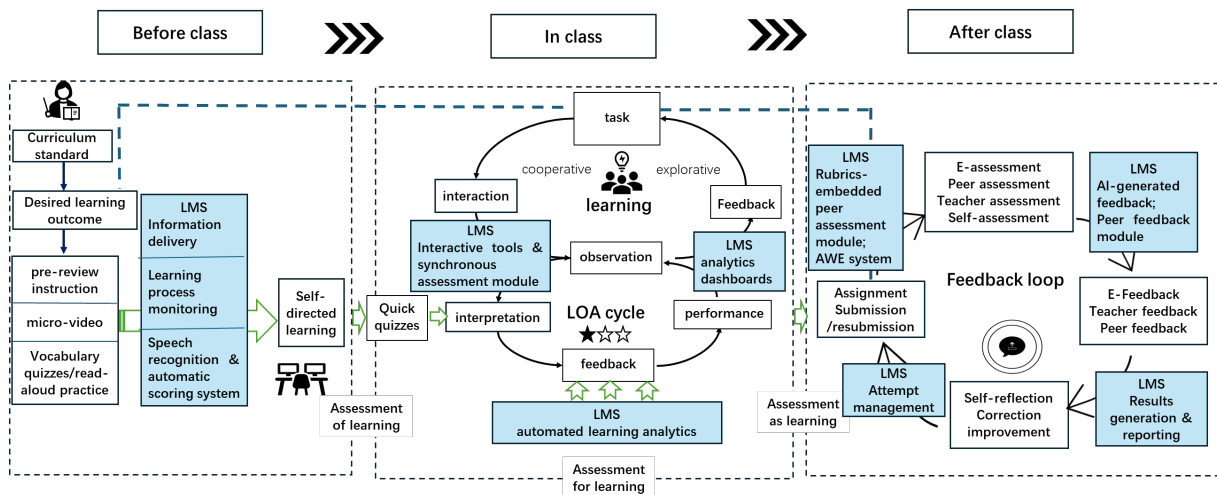 Before class
In class
After class
Curriculum
standard
Desired learning
outcome
pre-review
instruction
micro-video
Vocabulary
quizzes/read-
aloud practice
LMS
Information
delivery
Learning
process
monitoring
Speech
recognition &
automatic
scoring system
Self-
directed
learning
Assessment
of learning
Quick
quizzes
task
cooperative
explorative
learning
interaction
LMS
Interactive tools &
synchronous
assessment module
interpretation
observation
Feedback
LMS
analytics
dashboards
performance
LOA cycle
feedback
LMS
automated learning analytics
Assessment
for learning
Assessment
as learning
LMS
Rubrics-
embedded
peer
assessment
module;
AWE system
E-assessment
Peer assessment
Teacher assessment
Self-assessment
LMS
AI-generated
feedback;
Peer feedback
module
Feedback loop
Assignment
Submission
/resubmission
E-Feedback
Teacher feedback
Peer feedback
LMS
Attempt
management
Self-reflection
Correction
improvement
LMS
Results
generation &
reporting